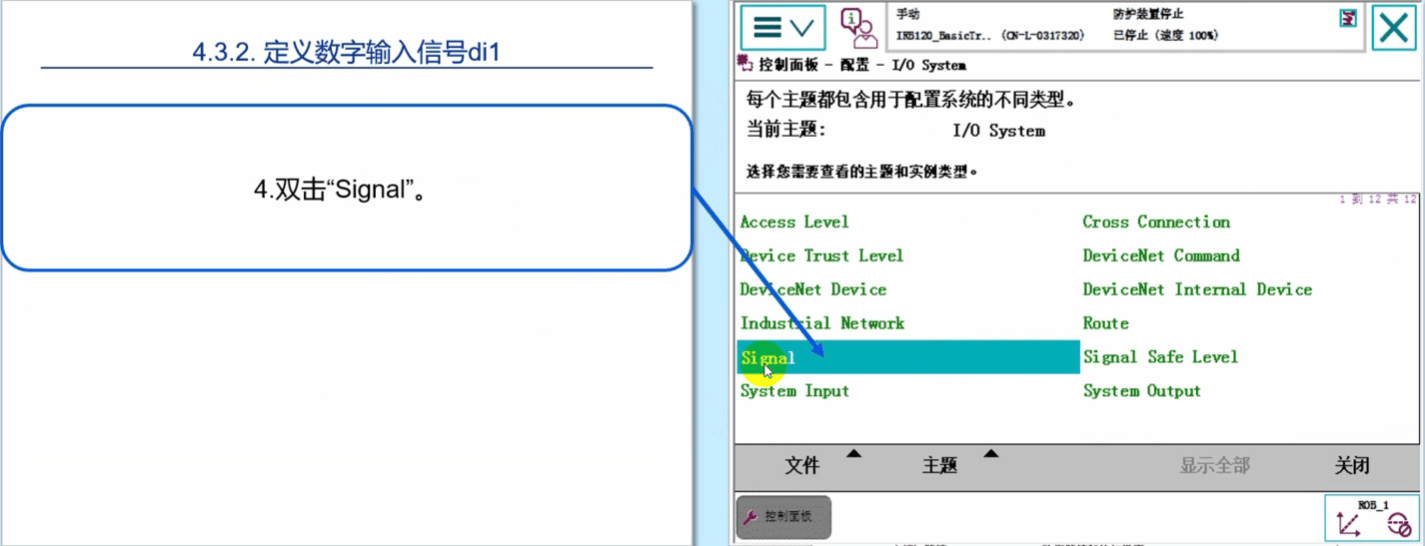 4.3.2. 定义数字输入信号di1
4.双击“Signal”。
手动
防护装置停止
IRB120_BasicTr.. (CN-L-0317320)
已停止 (速度 100%)
控制面板 - 配置 - I/O System
每个主题都包含用于配置系统的不同类型。
当前主题: I/O System
选择您需要查看的主题和实例类型。
1 到 12 共 12
Access Level
Cross Connection
Device Trust Level
DeviceNet Command
DeviceNet Device
DeviceNet Internal Device
Industrial Network
Route
Signal
Signal Safe Level
System Input
System Output
文件
主题
显示全部
关闭
控制面板
ROB_1